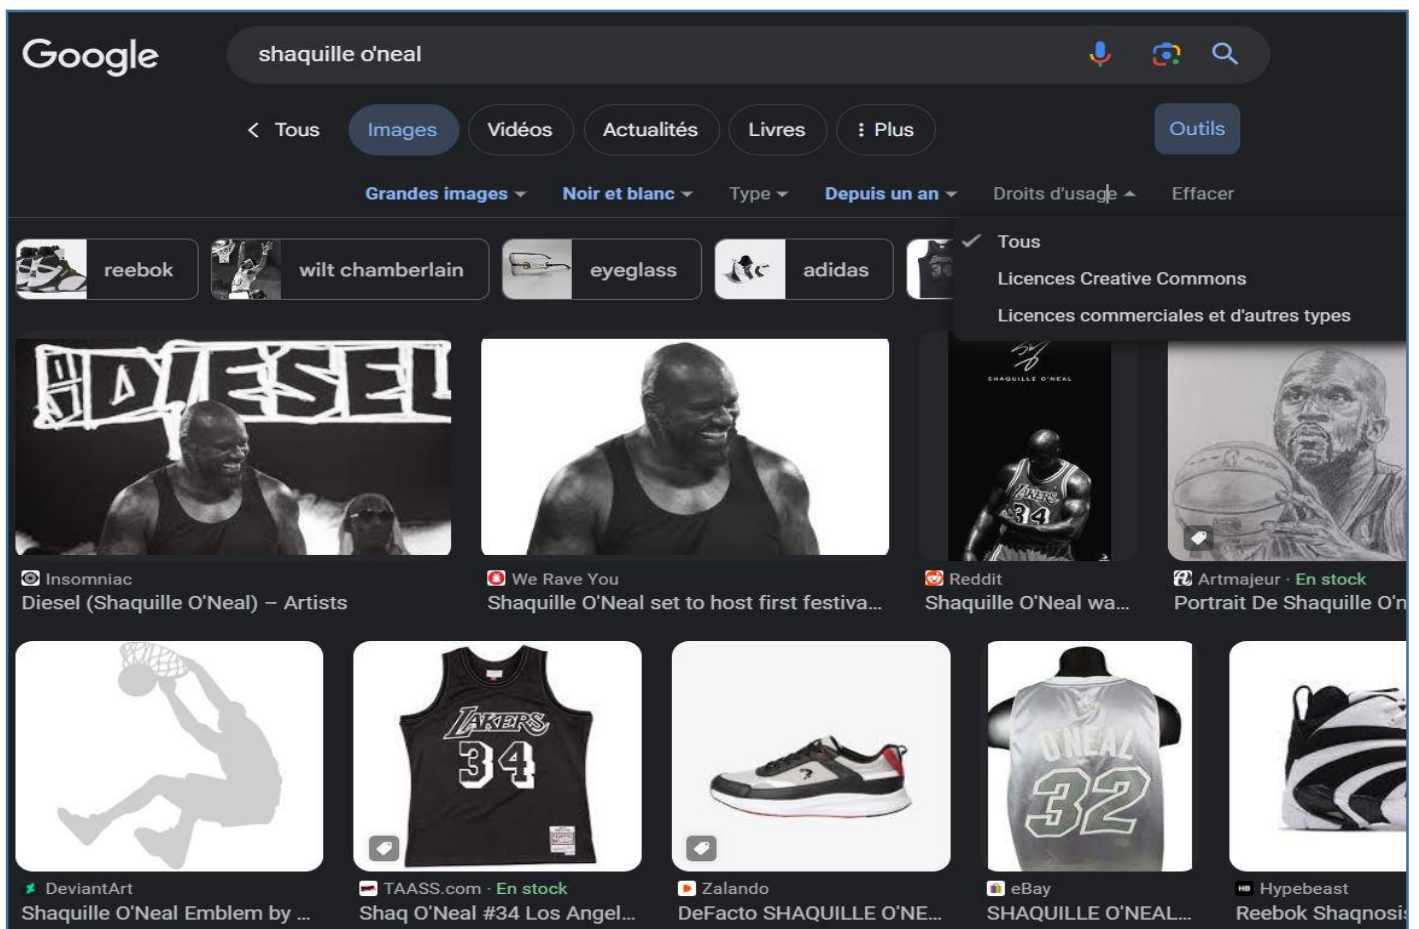 Google
shaquille o'neal
Tous
Images
Vidéos
Actualités
Livres
Plus
Outils
Grandes images
Noir et blanc
Type
Depuis un an
Droits d'usage
Effacer
Tous
Licences Creative Commons
Licences commerciales et d'autres types
reebok
wilt chamberlain
eyeglass
adidas
DIESEL
SHAQUILLE O'NEAL
LAKERS
34
Insomniac
Diesel (Shaquille O'Neal) – Artists
We Rave You
Shaquille O'Neal set to host first festiva...
Reddit
Shaquille O'Neal wa...
Artmajeur · En stock
Portrait De Shaquille O'n
LAKERS
34
O'NEAL
32
DeviantArt
Shaquille O'Neal Emblem by ...
TAASS.com · En stock
Shaq O'Neal #34 Los Angel...
Zalando
DeFacto SHAQUILLE O'NE...
eBay
SHAQUILLE O'NEAL...
HB Hypebeast
Reebok Shaqnosis